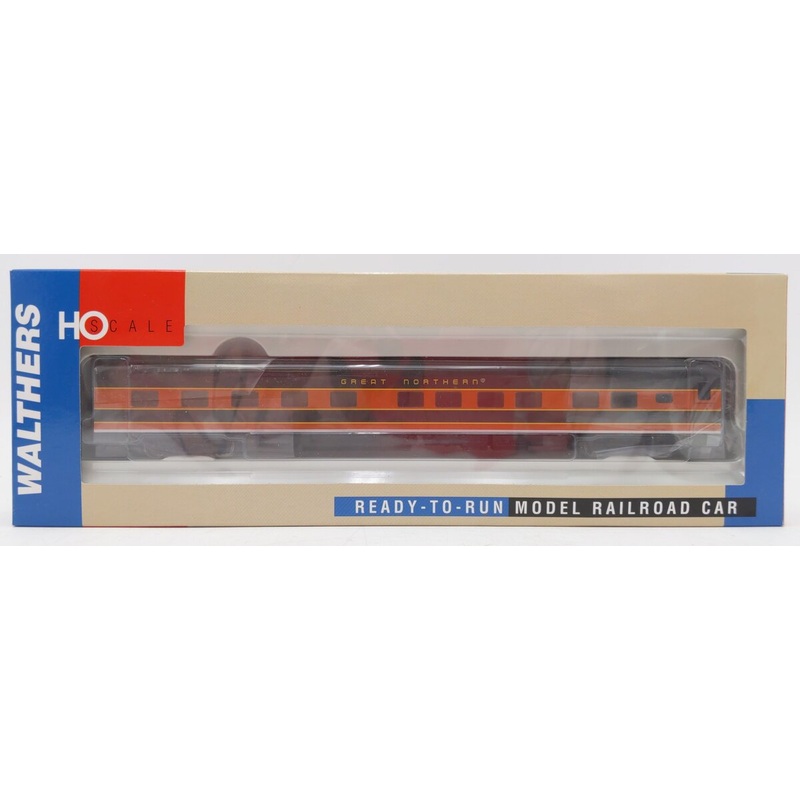 WALTHERS
HO SCALE
GREAT NORTHERN®
READY-TO-RUN MODEL RAILROAD CAR